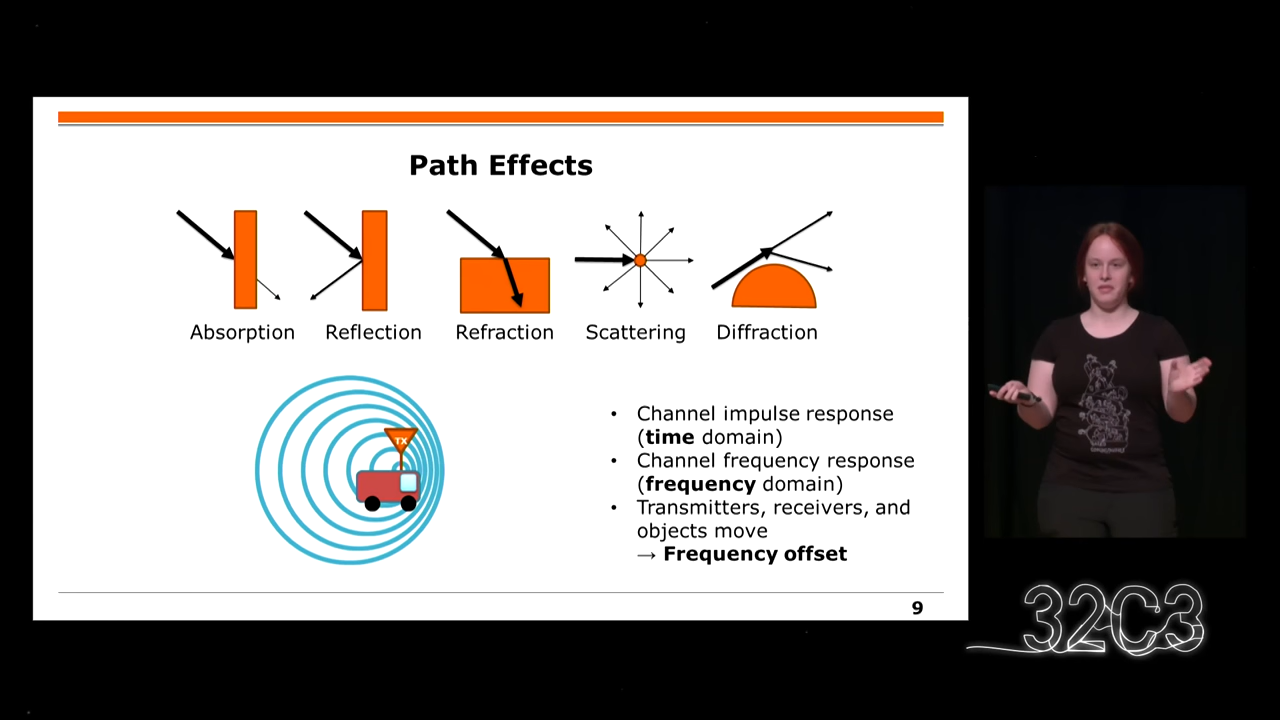 Path Effects
Absorption
Reflection
Refraction
Scattering
Diffraction
TX
• Channel impulse response
(time domain)
• Channel frequency response
(frequency domain)
• Transmitters, receivers, and
objects move
→ Frequency offset
9
32C3